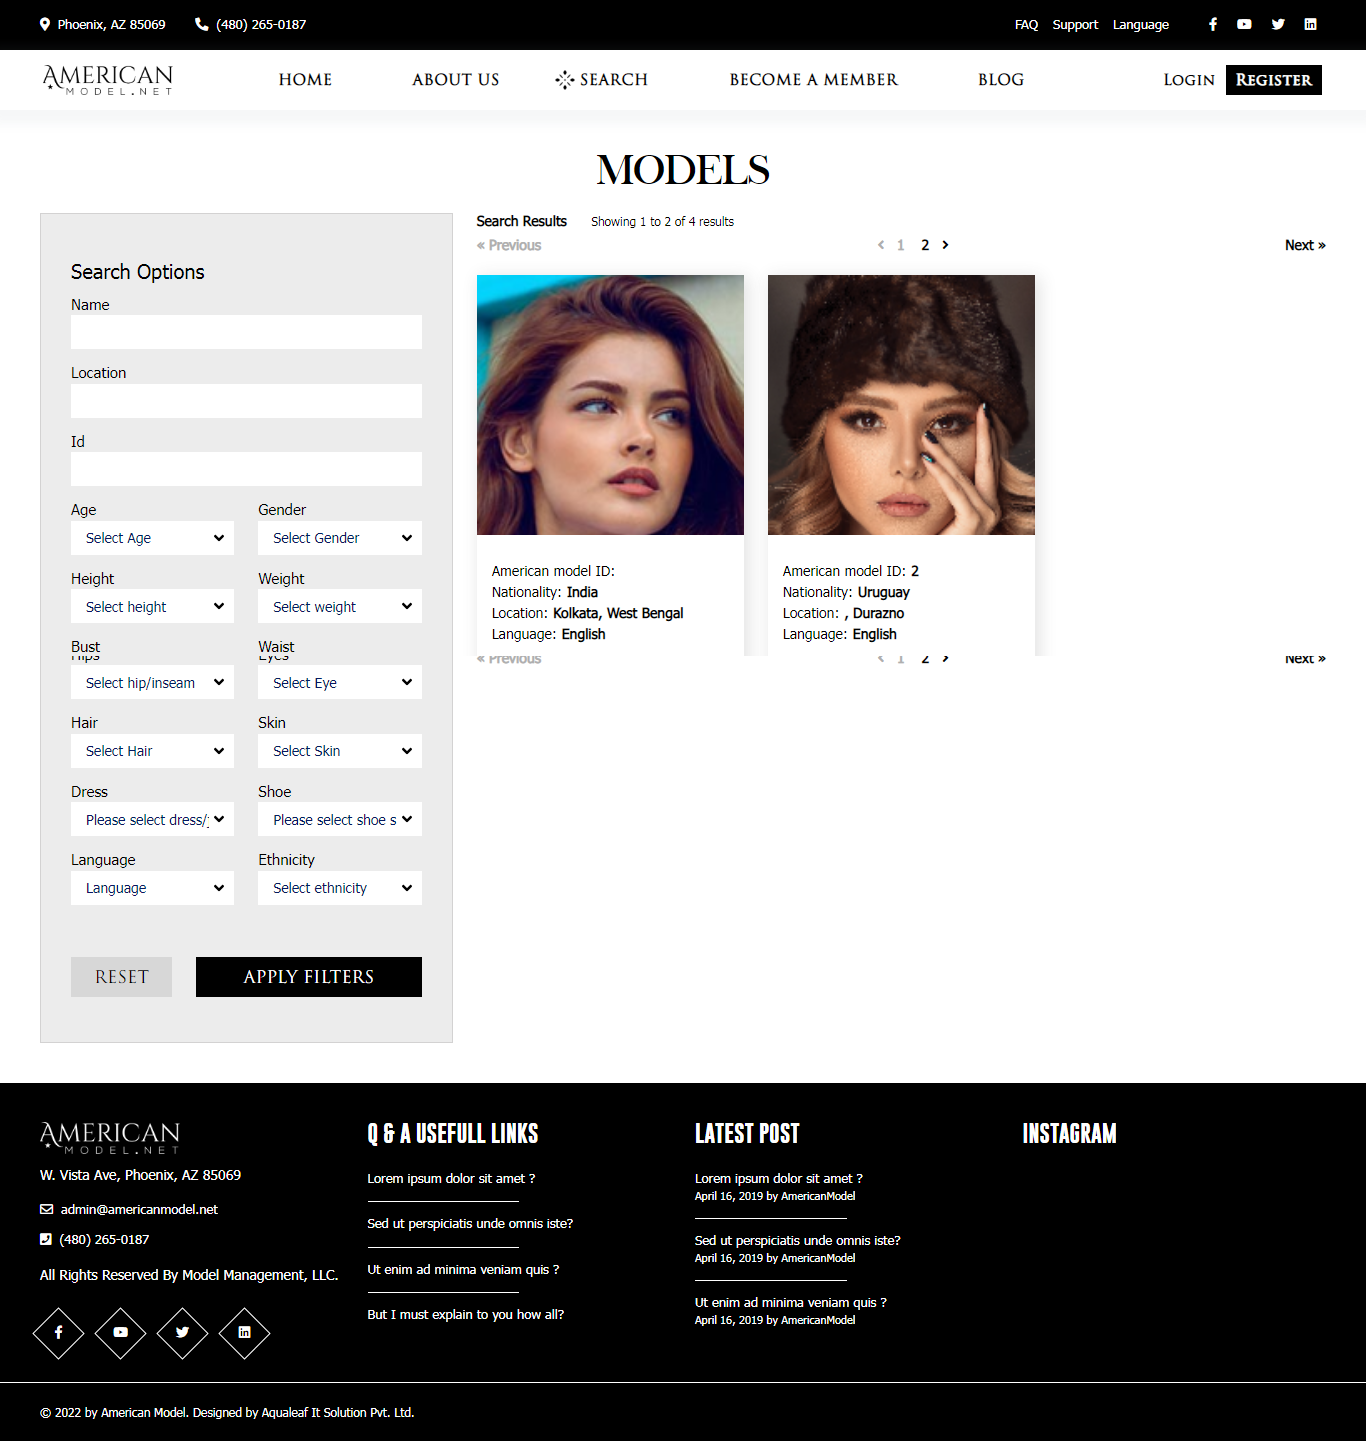 Phoenix, AZ 85069 (480) 265-0187 FAQ Support Language
AMERICAN
MODEL.NET
HOME ABOUT US SEARCH BECOME A MEMBER BLOG LOGIN REGISTER
MODELS
Search Options
Name
Location
Id
Age Gender
Select Age Select Gender
Height Weight
Select height Select weight
Bust Waist
Hips Eyes
Select hip/inseam Select Eye
Hair Skin
Select Hair Select Skin
Dress Shoe
Please select dress/ Please select shoe s
Language Ethnicity
Language Select ethnicity
RESET APPLY FILTERS
Search Results Showing 1 to 2 of 4 results
« Previous 1 2 Next »
American model ID:
Nationality: India
Location: Kolkata, West Bengal
Language: English
American model ID: 2
Nationality: Uruguay
Location: , Durazno
Language: English
« Previous 1 2 Next »
AMERICAN
MODEL.NET
W. Vista Ave, Phoenix, AZ 85069
admin@americanmodel.net
(480) 265-0187
All Rights Reserved By Model Management, LLC.
Q & A USEFULL LINKS
Lorem ipsum dolor sit amet ?
Sed ut perspiciatis unde omnis iste?
Ut enim ad minima veniam quis ?
But I must explain to you how all?
LATEST POST
Lorem ipsum dolor sit amet ?
April 16, 2019 by AmericanModel
Sed ut perspiciatis unde omnis iste?
April 16, 2019 by AmericanModel
Ut enim ad minima veniam quis ?
April 16, 2019 by AmericanModel
INSTAGRAM
© 2022 by American Model. Designed by Aqualeaf It Solution Pvt. Ltd.